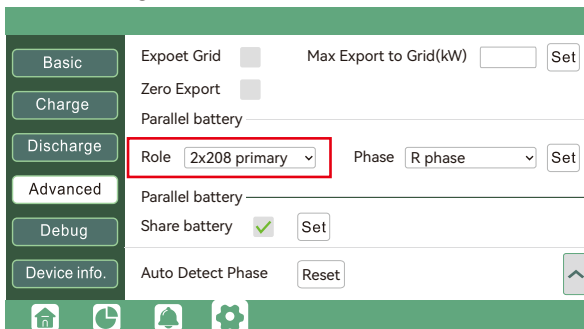 Basic
Charge
Discharge
Advanced
Debug
Device info.
Expoet Grid Max Export to Grid(kW) Set
Zero Export
Parallel battery
Role 2x208 primary Phase R phase Set
Parallel battery
Share battery Set
Auto Detect Phase Reset